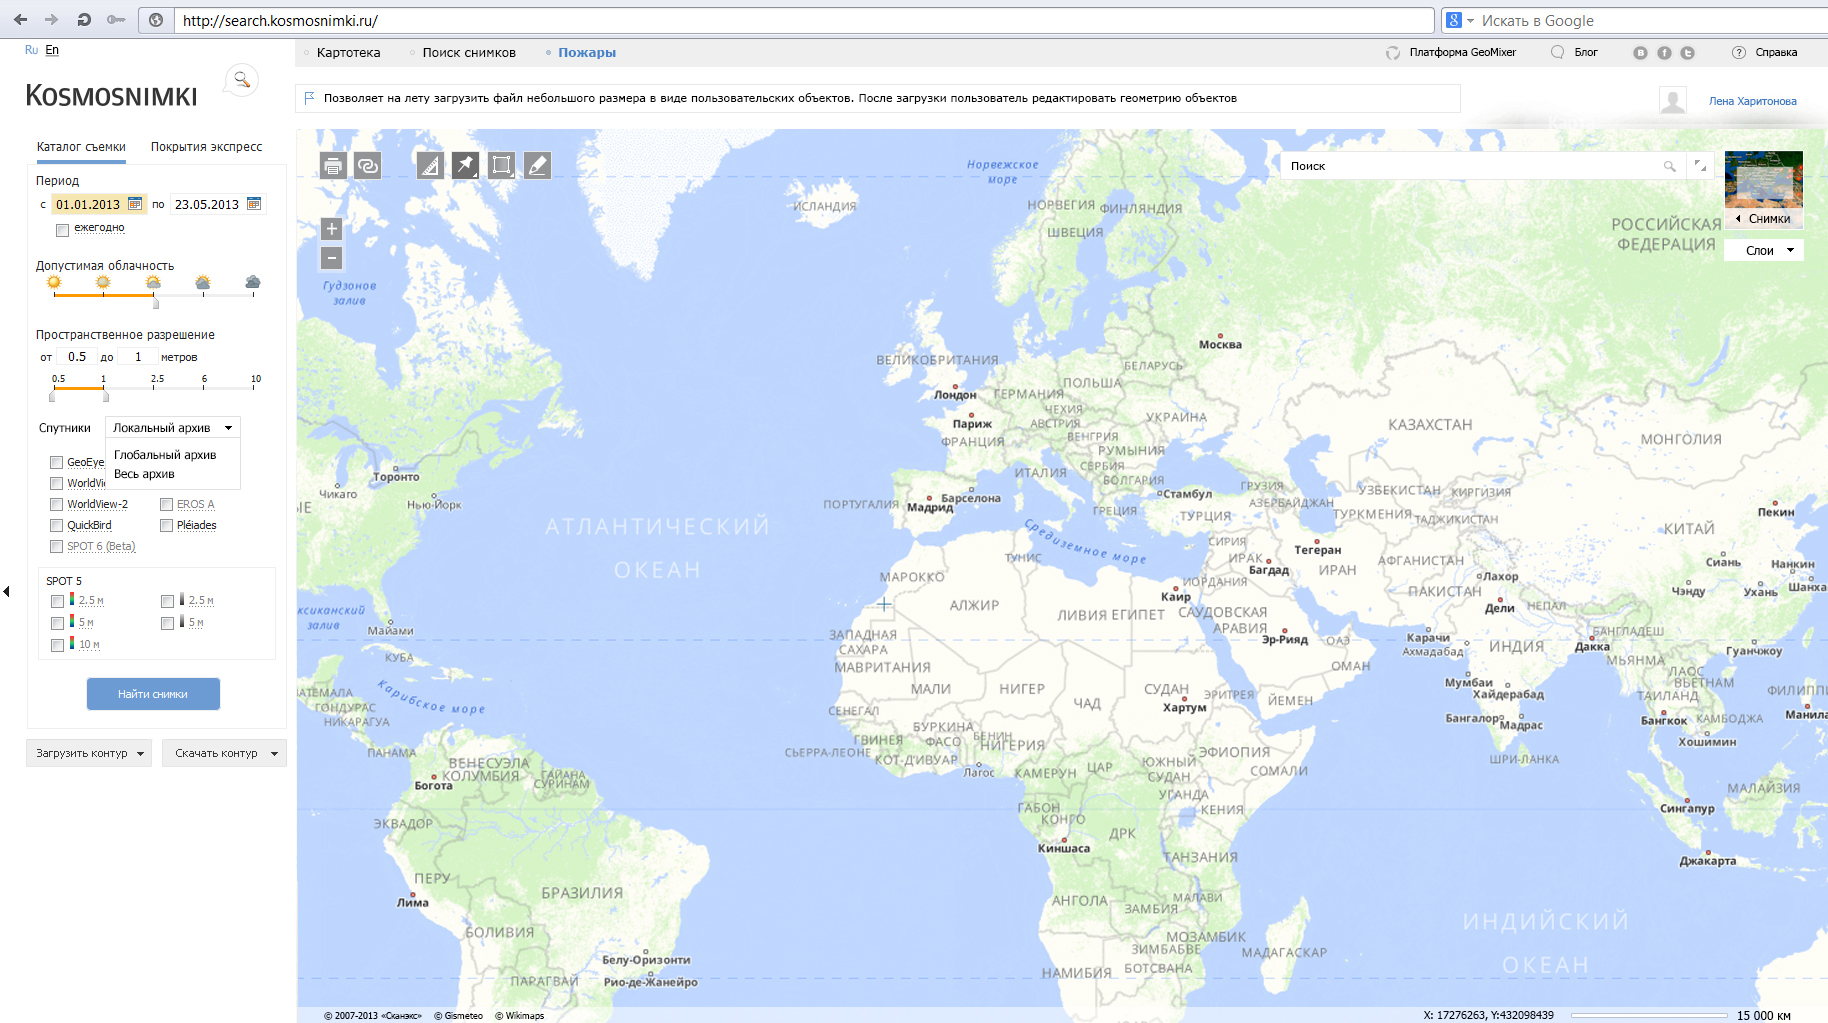 http://search.kosmosnimki.ru/
Искать в Google
Ru En
Картотека
Поиск снимков
Пожары
Платформа GeoMixer
Блог
Справка
KOSMOSNIMKI
Позволяет на лету загрузить файл небольшого размера в виде пользовательских объектов. После загрузки пользователь редактировать геометрию объектов
Лена Харитонова
Каталог съемки
Покрытия экспресс
Период
с 01.01.2013 по 23.05.2013
ежегодно
Допустимая облачность
Пространственное разрешение
от 0.5 до 1 метров
0.5 1 2.5 6 10
Спутники
Локальный архив
Глобальный архив
Весь архив
GeoEye
WorldVi
WorldView-2
EROS A
QuickBird
Pléiades
SPOT 6 (Beta)
SPOT 5
2.5 м
2.5 м
5 м
5 м
10 м
Найти снимки
Загрузить контур
Скачать контур
Поиск
Снимки
Слои
Норвежское
море
ИСЛАНДИЯ
НОРВЕГИЯ
ФИНЛЯНДИЯ
ШВЕЦИЯ
РОССИЙСКАЯ
ФЕДЕРАЦИЯ
Гудзонов
залив
Москва
ВЕЛИКОБРИТАНИЯ
БЕЛАРУСЬ
Лондон
ПОЛЬША
ГЕРМАНИЯ
ЧЕХИЯ
Париж
АВСТРИЯ
УКРАИНА
КАЗАХСТАН
ФРАНЦИЯ
ВЕНГРИЯ
МОНГОЛИЯ
РУМЫНИЯ
ИТАЛИЯ
СЕРБИЯ
БОЛГАРИЯ
ГРУЗИЯ
Торонто
Чикаго
Нью-Йорк
ЫЕ
ПОРТУГАЛИЯ
Мадрид
Барселона
Стамбул
АЗЕРБАЙДЖАН
УЗБЕКИСТАН
КИРГИЗИЯ
ГРЕЦИЯ
ТУРЦИЯ
ТУРКМЕНИЯ
ТАДЖИКИСТАН
Пекин
КИТАЙ
АТЛАНТИЧЕСКИЙ
ОКЕАН
Средиземное море
СИРИЯ
Тегеран
ТУНИС
ИРАК
Багдад
ИРАН
АФГАНИСТАН
Сиань
Нанкин
МАРОККО
ИОРДАНИЯ
Лахор
ПАКИСТАН
Чэнду
Ухань
Шанха
Каир
АЛЖИР
ЛИВИЯ
ЕГИПЕТ
САУДОВСКАЯ
АРАВИЯ
Дели
НЕПАЛ
ксиканский
залив
Майами
ЗАПАДНАЯ
САХАРА
Эр-Рияд
ОАЭ
Карачи
Ахмадабад
ИНДИЯ
БАНГЛАДЕШ
Дакка
Гуанчжоу
КУБА
МАВРИТАНИЯ
ОМАН
МЬЯНМА
ЛАОС
ВЬЕТНАМ
АТЕМАЛА
ГОНДУРАС
НИКАРАГУА
Карибское море
МАЛИ
НИГЕР
ЧАД
СУДАН
Хартум
ЭРИТРЕЯ
ЙЕМЕН
Мумбаи
Хайдерабад
ТАИЛАНД
ФИЛИПП
СЕНЕГАЛ
Бангалор
Мадрас
Бангкок
КАМБОДЖА
Манила
БУРКИНА
ФАСО
БЕНИН
НИГЕРИЯ
ГВИНЕЯ
СЬЕРРА-ЛЕОНЕ
КОТ-Д'ИВУАР
Лагос
Хошимин
ШРИ-ЛАНКА
ПАНАМА
ВЕНЕСУЭЛА
КОЛУМБИЯ
Богота
ГАЙАНА
СУРИНАМ
КАМЕРУН
ЦАР
ЮЖНЫЙ
СУДАН
ЭФИОПИЯ
СОМАЛИ
МАЛАЙЗИЯ
УГАНДА
КЕНИЯ
ГАБОН
КОНГО
ДРК
Киншаса
Сингапур
ЭКВАДОР
ТАНЗАНИЯ
Джакарта
ПЕРУ
БРАЗИЛИЯ
Лима
АНГОЛА
ЗАМБИЯ
МАЛАВИ
БОЛИВИЯ
МОЗАМБИК
ЗИМБАБВЕ
МАДАГАСКАР
БОТСВАНА
НАМИБИЯ
ИНДИЙСКИЙ
ОКЕАН
Белу-Оризонти
Рио-де-Жанейро
ПАРАГВАЙ
© 2007-2013 «Сканэкс» © Gismeteo © Wikimaps
X: 17276263, Y:432098439
15 000 км